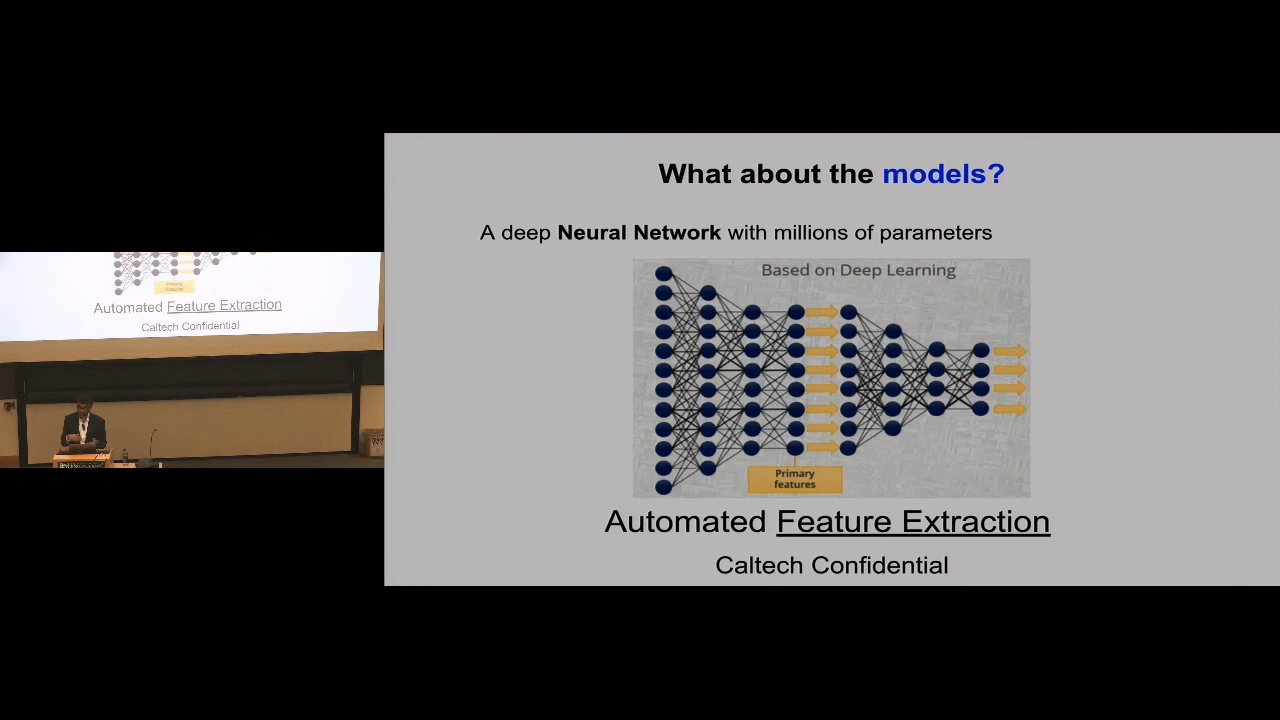 What about the models?
A deep Neural Network with millions of parameters
Based on Deep Learning
Primary
features
Automated Feature Extraction
Caltech Confidential
Automated Feature Extraction
Caltech Confidential